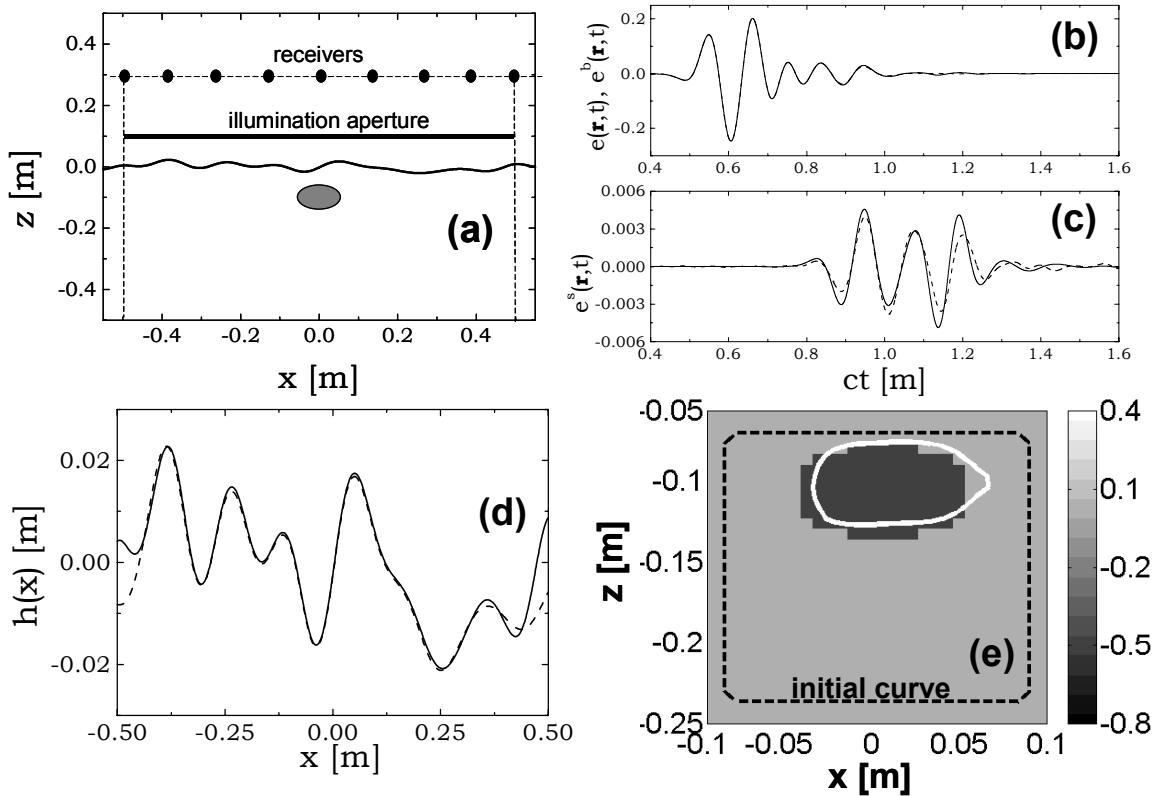 0.4
0.2
0.0
-0.2
-0.4
z [m]
receivers
illumination aperture
(a)
-0.4 -0.2 0.0 0.2 0.4
x [m]
0.2
0.0
-0.2
e(r,t), e^b(r,t)
(b)
0.4 0.6 0.8 1.0 1.2 1.4 1.6
0.006
0.003
0.000
-0.003
-0.006
e^s(r,t)
(c)
0.4 0.6 0.8 1.0 1.2 1.4 1.6
ct [m]
0.02
0.00
-0.02
h(x) [m]
(d)
-0.50 -0.25 0.00 0.25 0.50
x [m]
-0.05
-0.1
-0.15
-0.2
-0.25
z [m]
(e)
initial curve
-0.1 -0.05 0 0.05 0.1
x [m]
0.4
0.1
-0.2
-0.5
-0.8